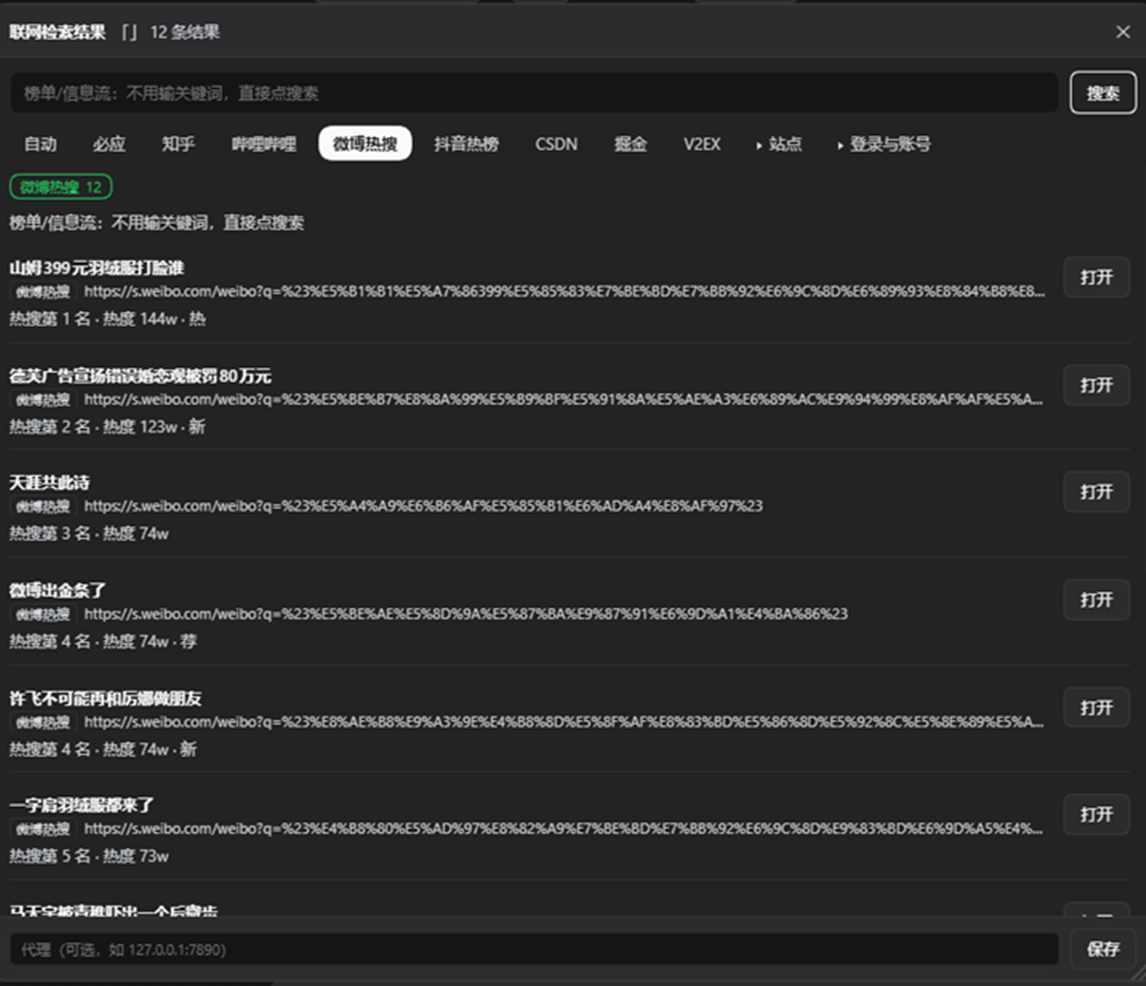 联网检索结果 「」 12 条结果
榜单/信息流：不用输关键词，直接点搜索
搜索
自动 必应 知乎 哔哩哔哩 微博热搜 抖音热榜 CSDN 掘金 V2EX ▸ 站点 ▸ 登录与账号
微博热搜 12
榜单/信息流：不用输关键词，直接点搜索
山姆399元羽绒服打脸谁
微博热搜 https://s.weibo.com/weibo?q=%23%E5%B1%B1%E5%A7%86399%E5%85%83%E7%BE%BD%E7%BB%92%E6%9C%8D%E6%89%93%E8%84%B8%E8...
打开
热搜第 1 名 · 热度 144w · 热
德芙广告宣扬错误婚恋观被罚80万元
微博热搜 https://s.weibo.com/weibo?q=%23%E5%BE%B7%E8%8A%99%E5%B9%BF%E5%91%8A%E5%AE%A3%E6%89%AC%E9%94%99%E8%AF%AF%E5%A...
打开
热搜第 2 名 · 热度 123w · 新
天涯共此诗
微博热搜 https://s.weibo.com/weibo?q=%23%E5%A4%A9%E6%B6%AF%E5%85%B1%E6%AD%A4%E8%AF%97%23
打开
热搜第 3 名 · 热度 74w
微博出金条了
微博热搜 https://s.weibo.com/weibo?q=%23%E5%BE%AE%E5%8D%9A%E5%87%BA%E9%87%91%E6%9D%A1%E4%BA%86%23
打开
热搜第 4 名 · 热度 74w · 荐
许飞不可能再和厉娜做朋友
微博热搜 https://s.weibo.com/weibo?q=%23%E8%AE%B8%E9%A3%9E%E4%B8%8D%E5%8F%AF%E8%83%BD%E5%86%8D%E5%92%8C%E5%8E%89%E5%A...
打开
热搜第 4 名 · 热度 74w · 新
一字肩羽绒服都来了
微博热搜 https://s.weibo.com/weibo?q=%23%E4%B8%80%E5%AD%97%E8%82%A9%E7%BE%BD%E7%BB%92%E6%9C%8D%E9%83%BD%E6%9D%A5%E4%...
打开
热搜第 5 名 · 热度 73w
代理（可选，如 127.0.0.1:7890）
保存